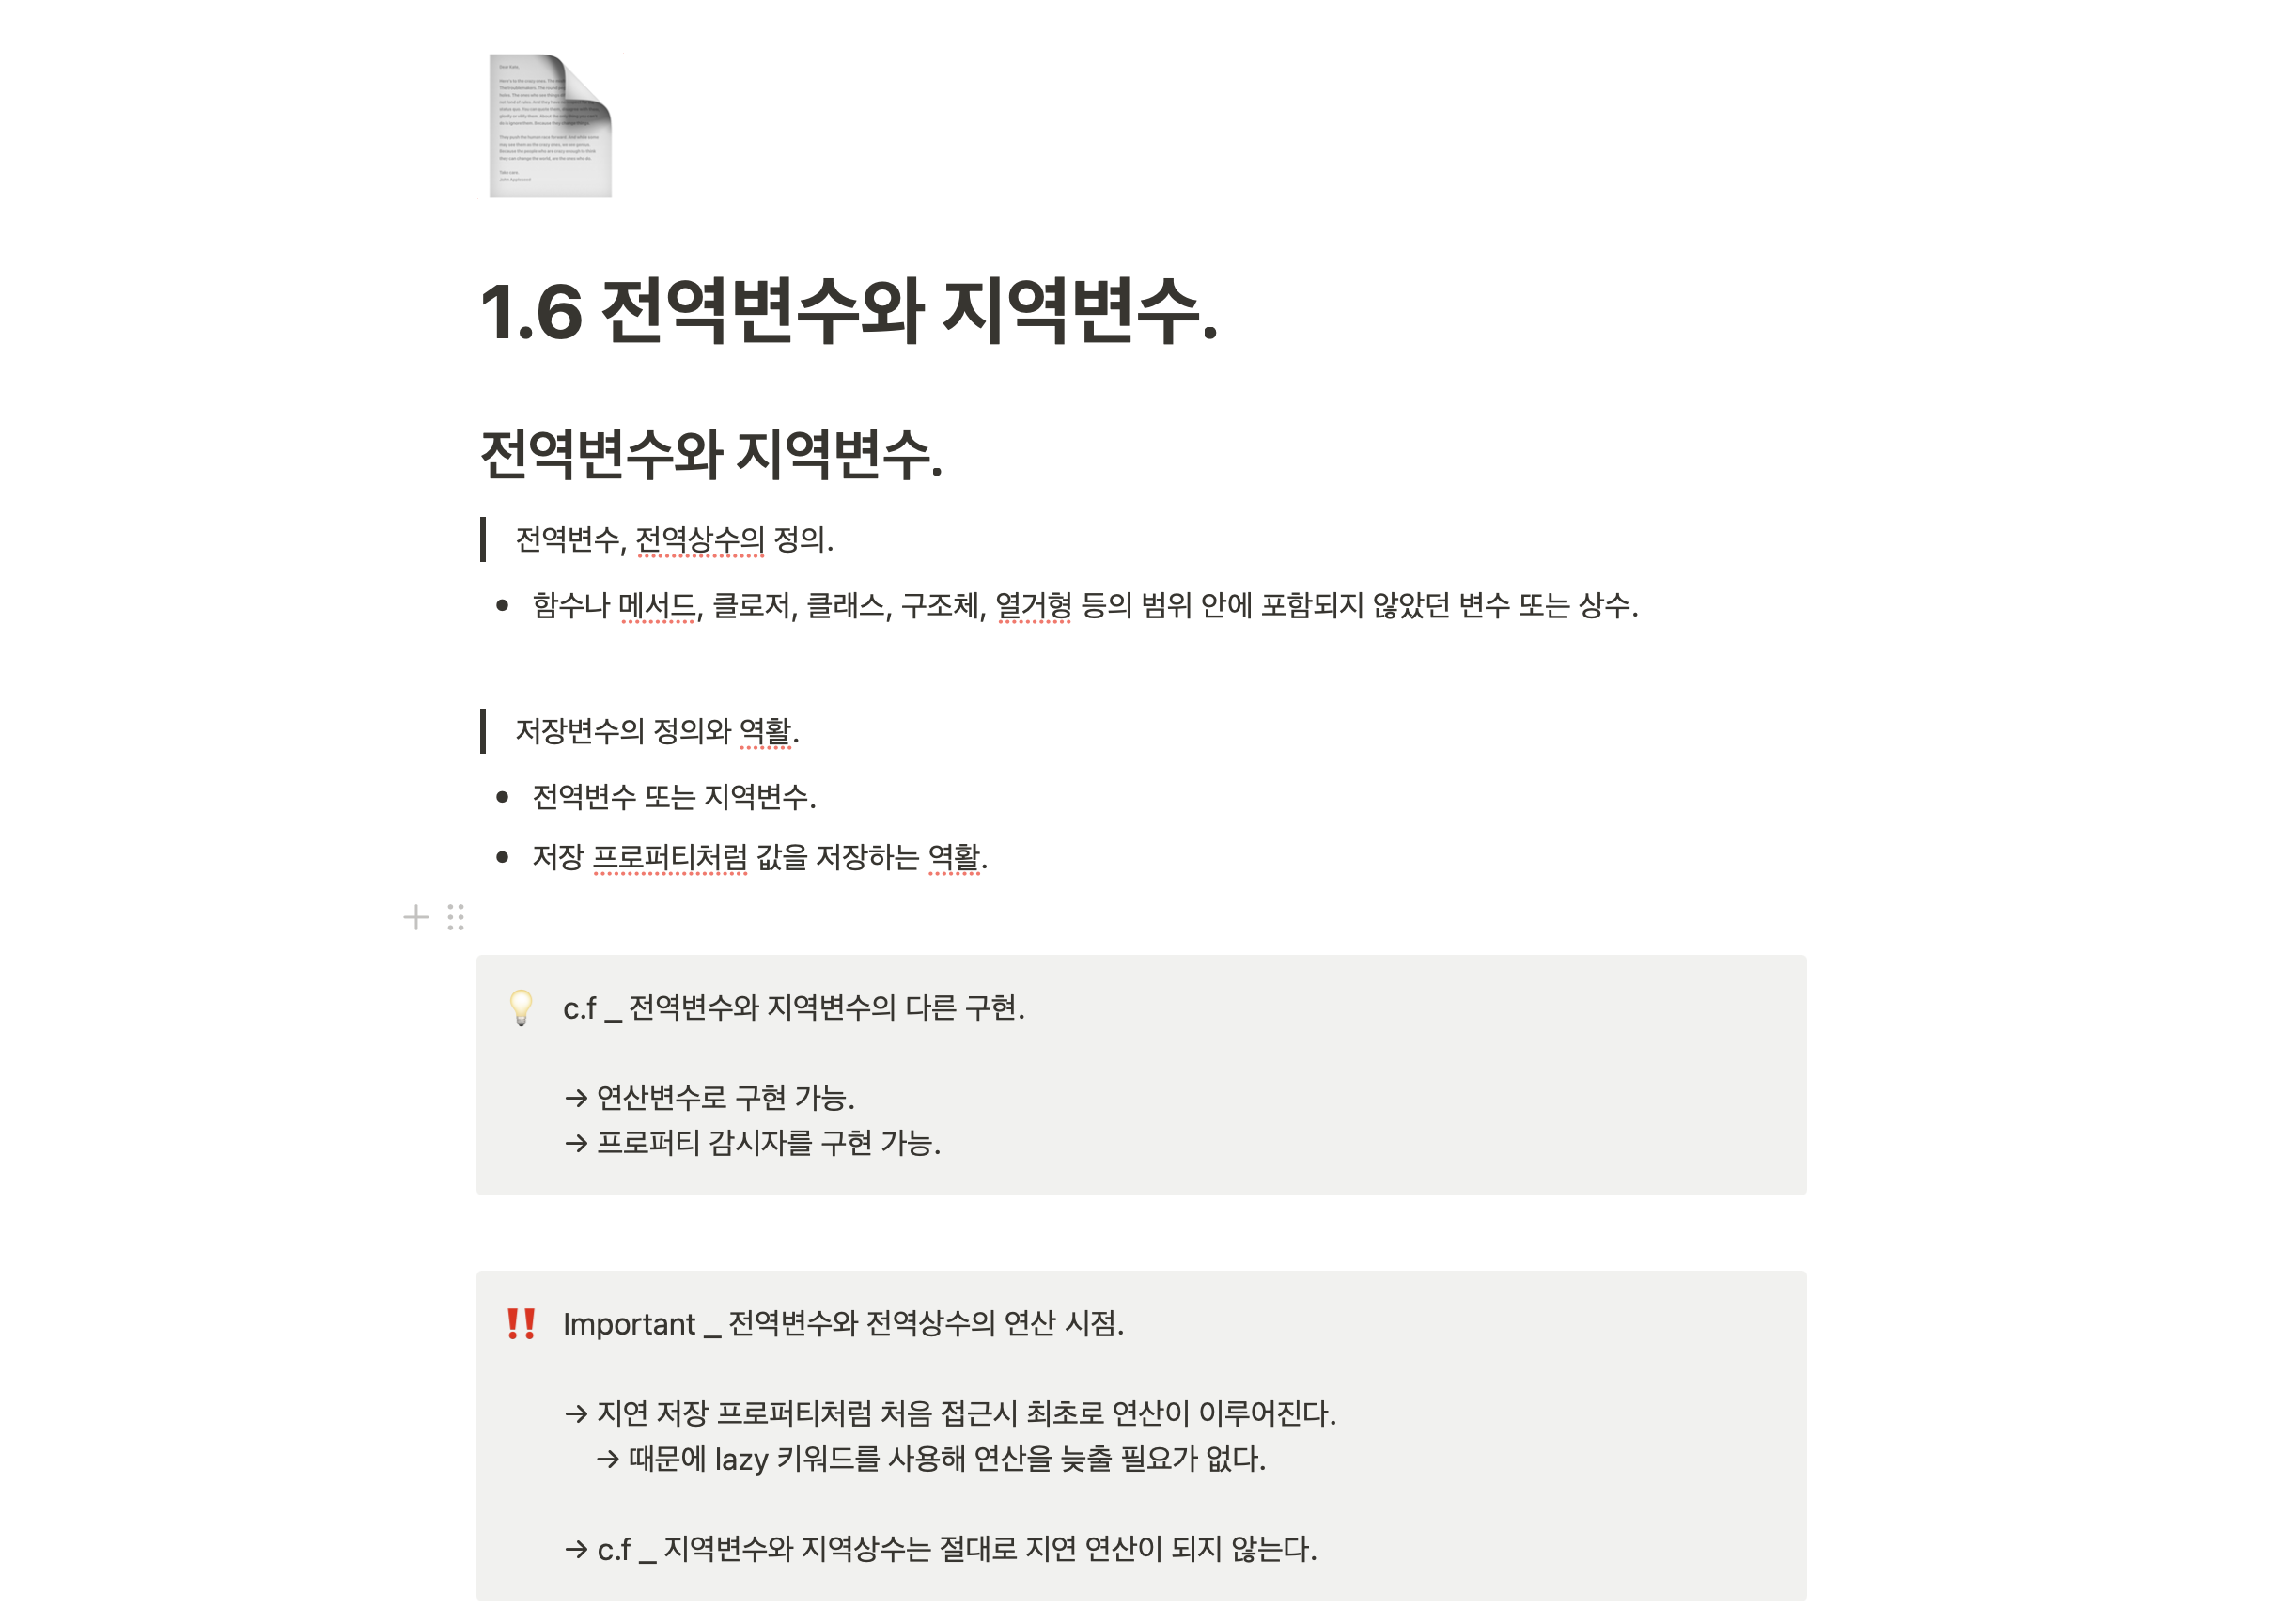 1.6 전역변수와 지역변수.
전역변수와 지역변수.
전역변수, 전역상수의 정의.
• 함수나 메서드, 클로저, 클래스, 구조체, 열거형 등의 범위 안에 포함되지 않았던 변수 또는 상수.
저장변수의 정의와 역활.
• 전역변수 또는 지역변수.
• 저장 프로퍼티처럼 값을 저장하는 역활.
c.f _ 전역변수와 지역변수의 다른 구현.
→ 연산변수로 구현 가능.
→ 프로퍼티 감시자를 구현 가능.
Important _ 전역변수와 전역상수의 연산 시점.
→ 지연 저장 프로퍼티처럼 처음 접근시 최초로 연산이 이루어진다.
→ 때문에 lazy 키워드를 사용해 연산을 늦출 필요가 없다.
→ c.f _ 지역변수와 지역상수는 절대로 지연 연산이 되지 않는다.